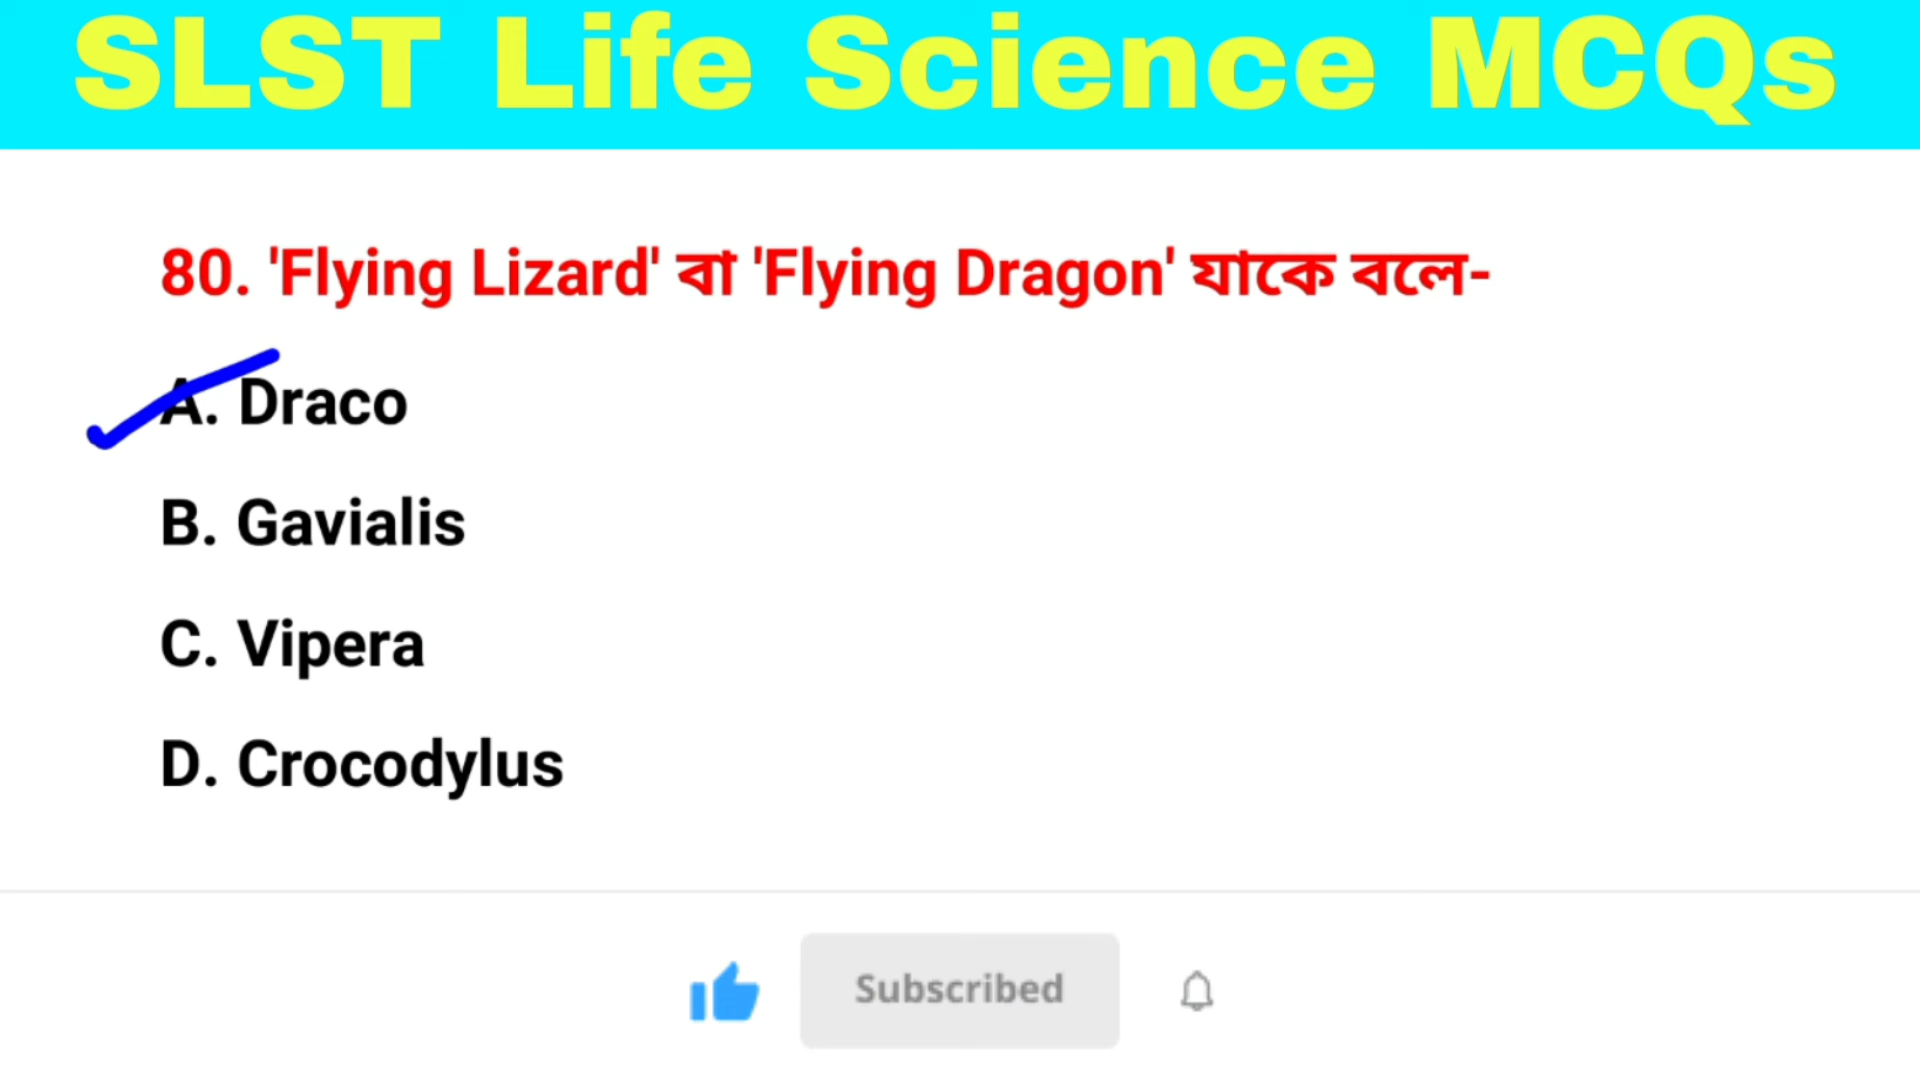 SLST Life Science MCQs
80. 'Flying Lizard' বা 'Flying Dragon' যাকে বলে-
A. Draco
B. Gavialis
C. Vipera
D. Crocodylus
Subscribed